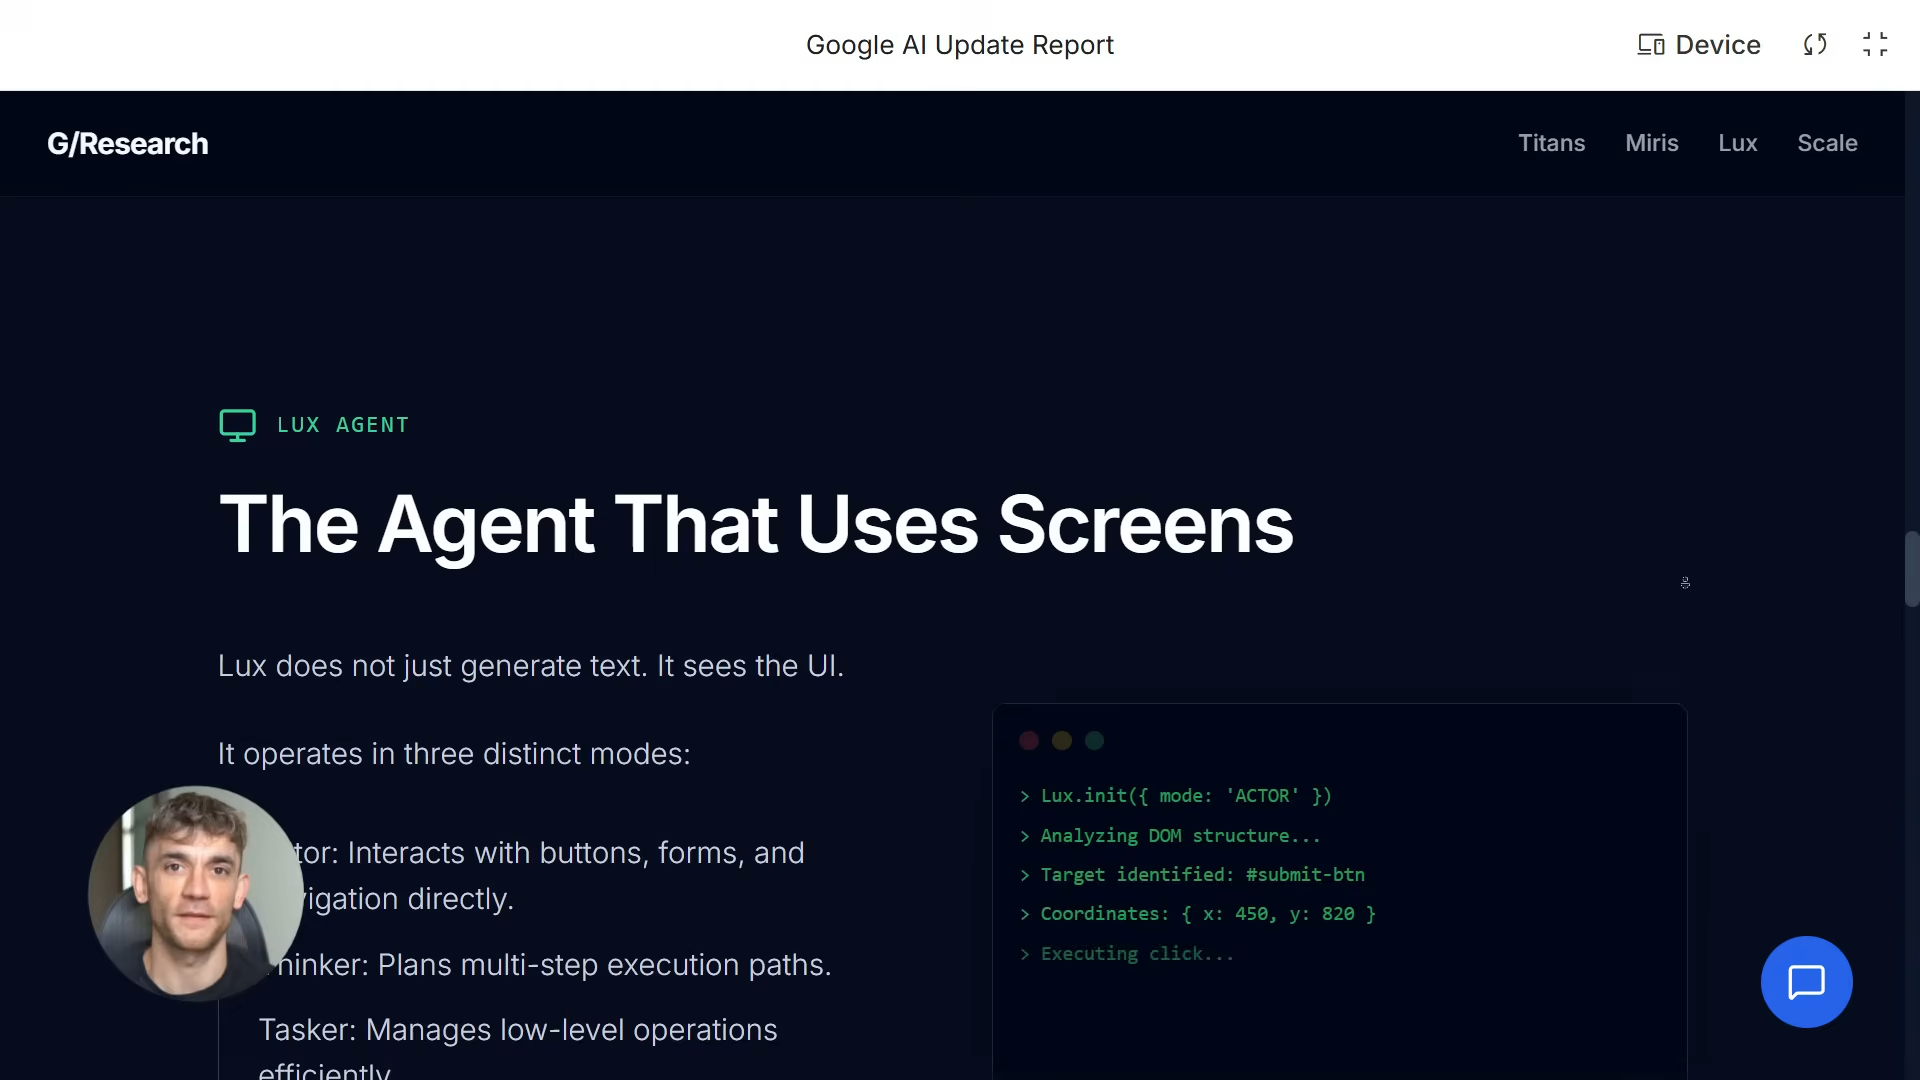 Google AI Update Report
Device
G/Research
Titans
Miris
Lux
Scale
LUX AGENT
The Agent That Uses Screens
Lux does not just generate text. It sees the UI.
It operates in three distinct modes:
Interacts with buttons, forms, and
directly.
Plans multi-step execution paths.
Tasker: Manages low-level operations
efficiently
> Lux.init({ mode: 'ACTOR' })
> Analyzing DOM structure...
> Target identified: #submit-btn
> Coordinates: { x: 450, y: 820 }
> Executing click...